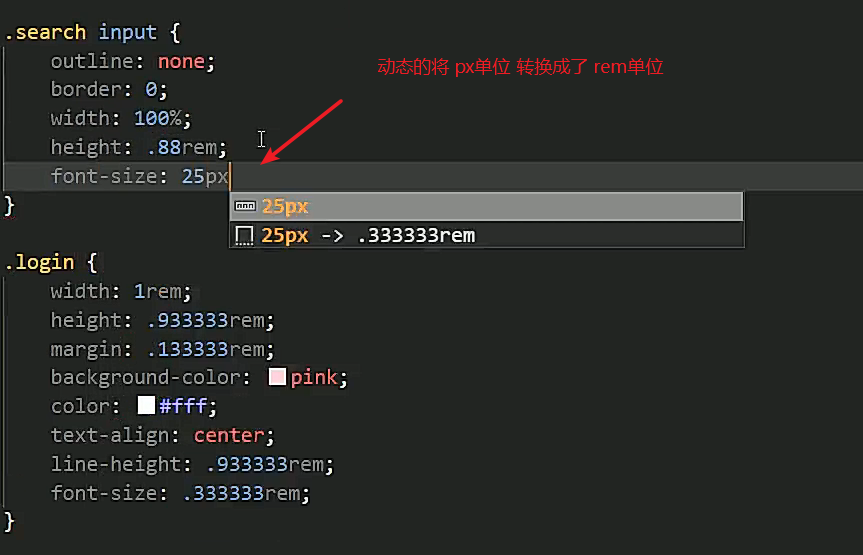 .search input {
outline: none;
动态的将 px单位 转换成了 rem单位
border: 0;
width: 100%;
height: .88rem;
font-size: 25px
25px
}
25px -> .333333rem
.login {
width: 1rem;
height: .933333rem;
margin: .133333rem;
background-color: pink;
color: #fff;
text-align: center;
line-height: .933333rem;
font-size: .333333rem;
}